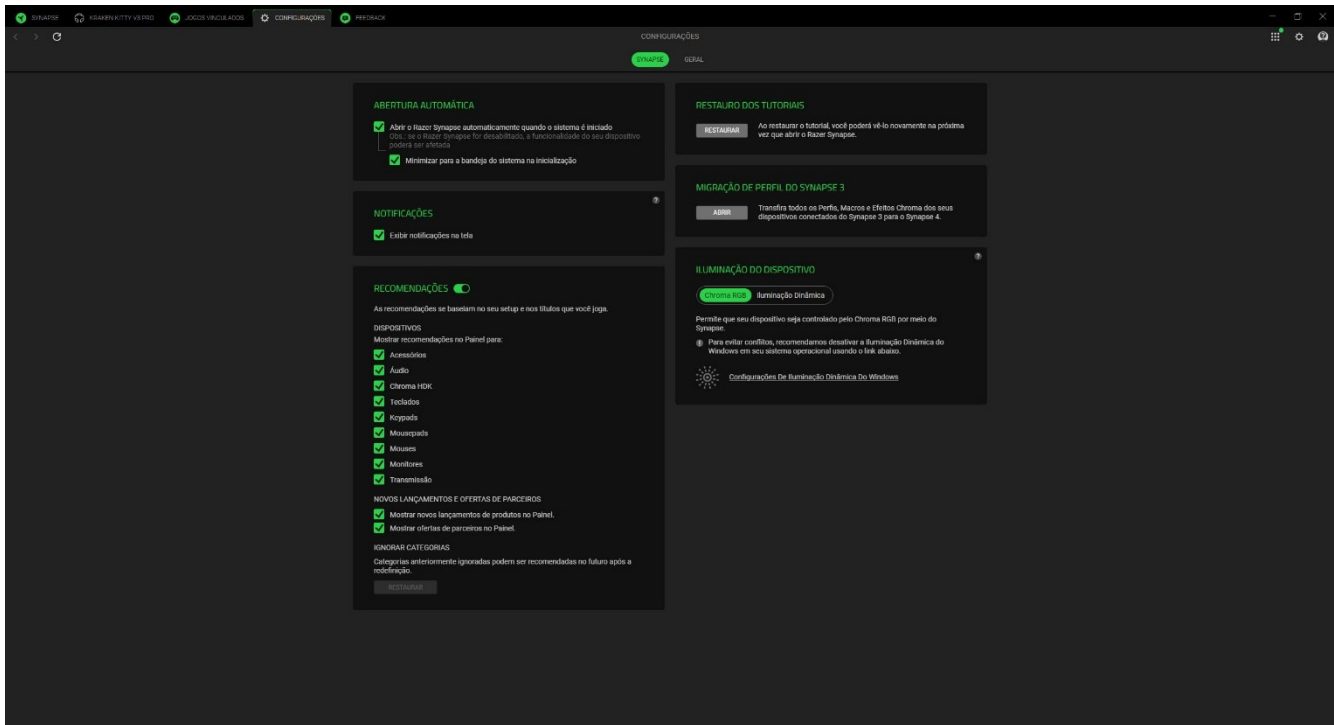 SYNAPSE
KRAKEN KITTY V3 PRO
JOGOS VINCULADOS
CONFIGURAÇÕES
FEEDBACK
CONFIGURAÇÕES
SYNAPSE
GERAL
ABERTURA AUTOMÁTICA
Abrir o Razer Synapse automaticamente quando o sistema é iniciado
Obs.: se o Razer Synapse for desabilitado, a funcionalidade do seu dispositivo
poderá ser afetada
Minimizar para a bandeja do sistema na inicialização
NOTIFICAÇÕES
?
Exibir notificações na tela
RECOMENDAÇÕES
As recomendações se baseiam no seu setup e nos títulos que você joga.
DISPOSITIVOS
Mostrar recomendações no Painel para:
Acessórios
Áudio
Chroma HDK
Teclados
Keypads
Mousepads
Mouses
Monitores
Transmissão
NOVOS LANÇAMENTOS E OFERTAS DE PARCEIROS
Mostrar novos lançamentos de produtos no Painel.
Mostrar ofertas de parceiros no Painel.
IGNORAR CATEGORIAS
Categorias anteriormente ignoradas podem ser recomendadas no futuro após a
redefinição.
RESTAURAR
RESTAURO DOS TUTORIAIS
RESTAURAR
Ao restaurar o tutorial, você poderá vê-lo novamente na próxima
vez que abrir o Razer Synapse.
MIGRAÇÃO DE PERFIL DO SYNAPSE 3
ABRIR
Transfira todos os Perfis, Macros e Efeitos Chroma dos seus
dispositivos conectados do Synapse 3 para o Synapse 4.
?
ILUMINAÇÃO DO DISPOSITIVO
Chroma RGB
Iluminação Dinâmica
Permite que seu dispositivo seja controlado pelo Chroma RGB por meio do
Synapse.
Para evitar conflitos, recomendamos desativar a Iluminação Dinâmica do
Windows em seu sistema operacional usando o link abaixo.
Configurações De Iluminação Dinâmica Do Windows